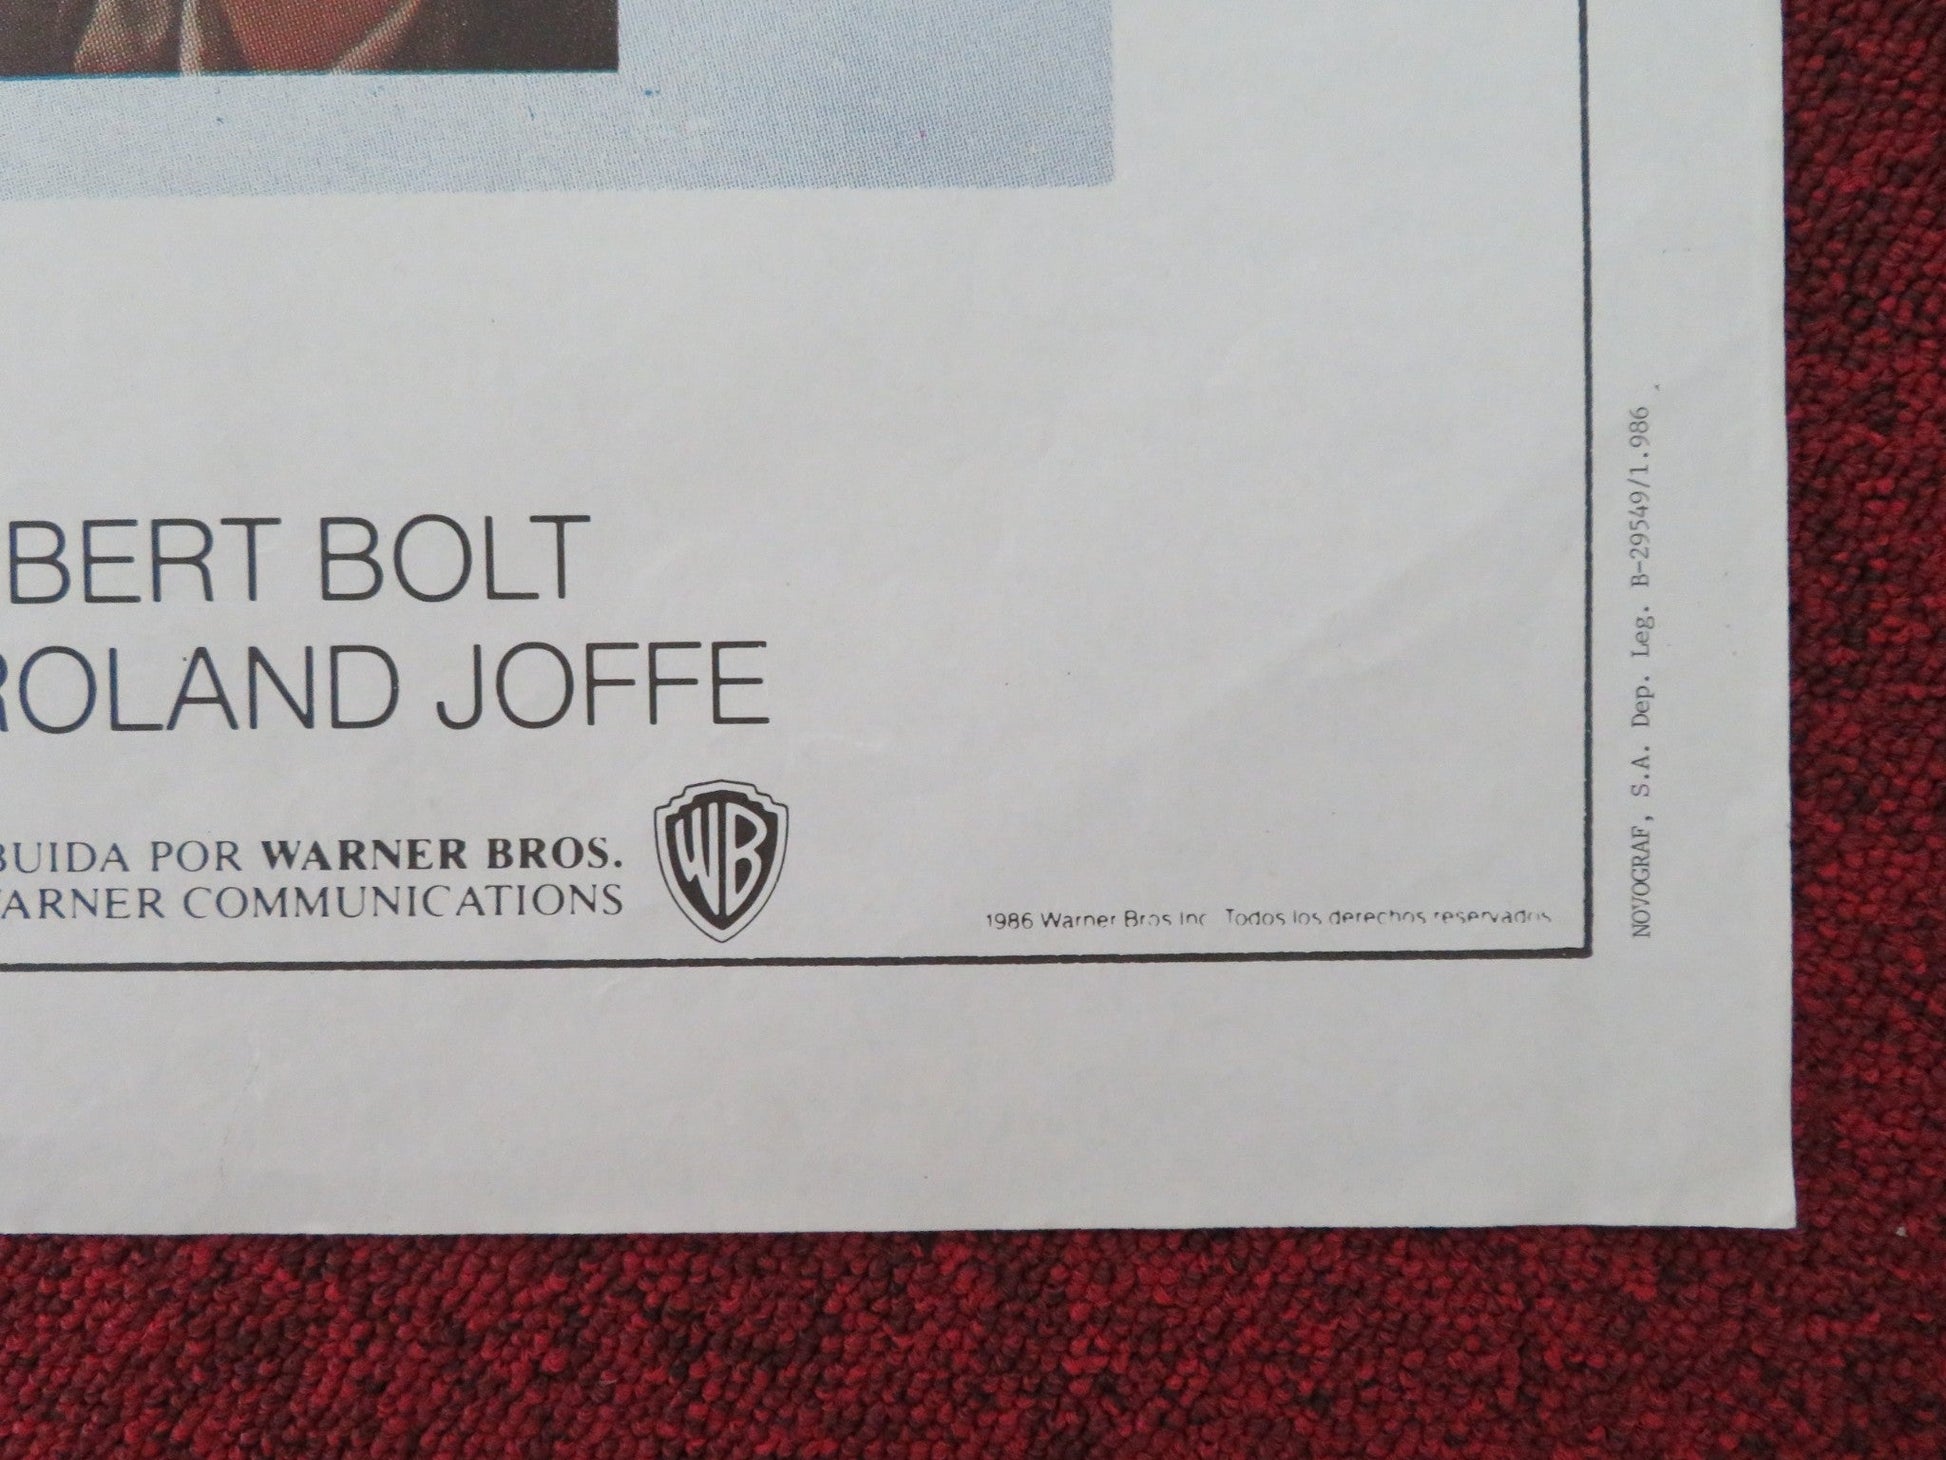 BERT BOLT
ROLAND JOFFE
BUIDA POR WARNER BROS.
WARNER COMMUNICATIONS
WB
1986 Warner Bros Inc Todos los derechos reservados
NOVOGRAF, S.A. Dep. Leg. B-29549/1.986